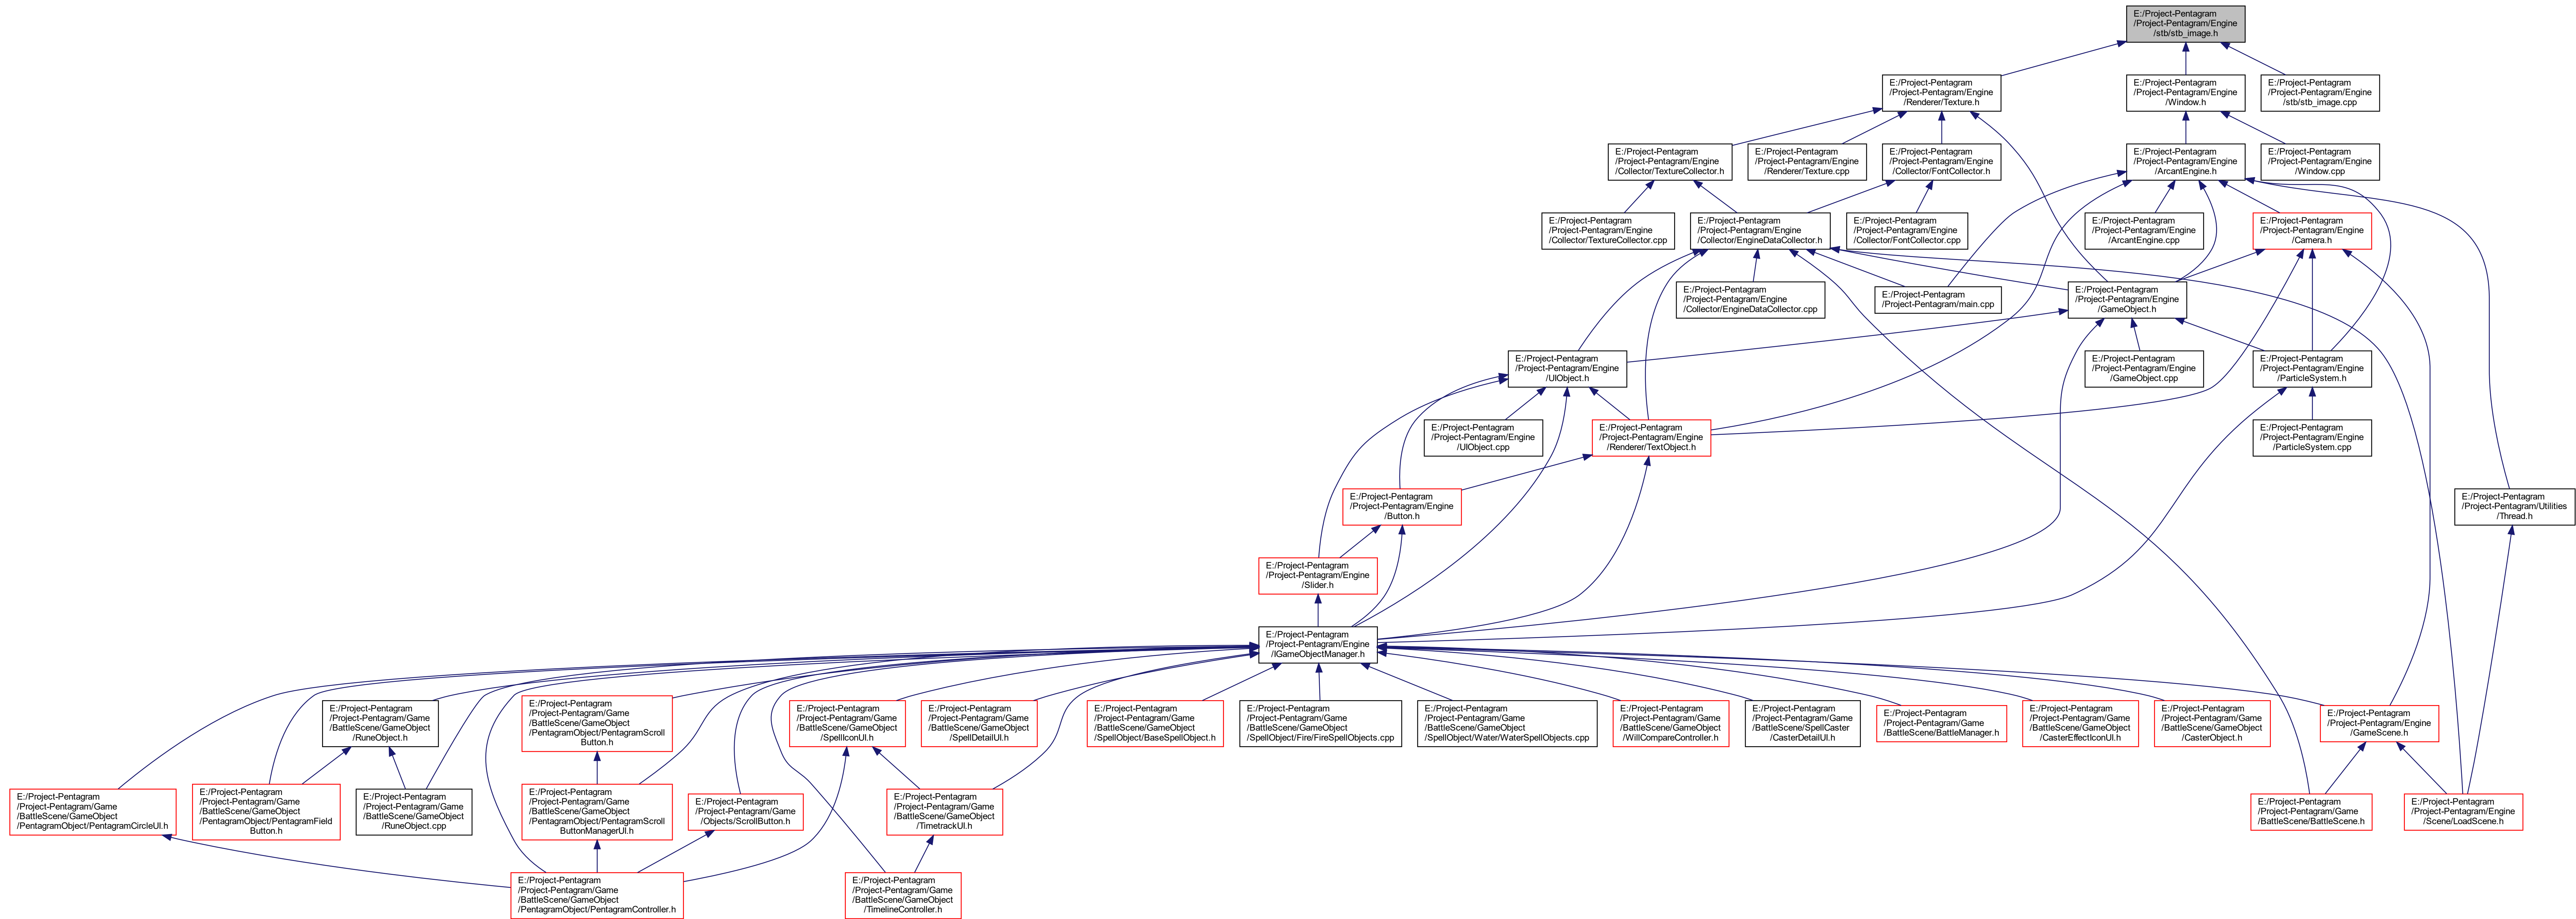 E:/Project-Pentagram
/Project-Pentagram/Engine
/stb/stb_image.h
E:/Project-Pentagram
/Project-Pentagram/Engine
/Renderer/Texture.h
E:/Project-Pentagram
/Project-Pentagram/Engine
/Window.h
E:/Project-Pentagram
/Project-Pentagram/Engine
/stb/stb_image.cpp
E:/Project-Pentagram
/Project-Pentagram/Engine
/Collector/TextureCollector.h
E:/Project-Pentagram
/Project-Pentagram/Engine
/Renderer/Texture.cpp
E:/Project-Pentagram
/Project-Pentagram/Engine
/Collector/FontCollector.h
E:/Project-Pentagram
/Project-Pentagram/Engine
/ArcantEngine.h
E:/Project-Pentagram
/Project-Pentagram/Engine
/Window.cpp
E:/Project-Pentagram
/Project-Pentagram/Engine
/Collector/TextureCollector.cpp
E:/Project-Pentagram
/Project-Pentagram/Engine
/Collector/EngineDataCollector.h
E:/Project-Pentagram
/Project-Pentagram/Engine
/Collector/FontCollector.cpp
E:/Project-Pentagram
/Project-Pentagram/Engine
/ArcantEngine.cpp
E:/Project-Pentagram
/Project-Pentagram/Engine
/Camera.h
E:/Project-Pentagram
/Project-Pentagram/Engine
/Collector/EngineDataCollector.cpp
E:/Project-Pentagram
/Project-Pentagram/main.cpp
E:/Project-Pentagram
/Project-Pentagram/Engine
/GameObject.h
E:/Project-Pentagram
/Project-Pentagram/Engine
/UIObject.h
E:/Project-Pentagram
/Project-Pentagram/Engine
/GameObject.cpp
E:/Project-Pentagram
/Project-Pentagram/Engine
/ParticleSystem.h
E:/Project-Pentagram
/Project-Pentagram/Engine
/UIObject.cpp
E:/Project-Pentagram
/Project-Pentagram/Engine
/Renderer/TextObject.h
E:/Project-Pentagram
/Project-Pentagram/Engine
/ParticleSystem.cpp
E:/Project-Pentagram
/Project-Pentagram/Engine
/Button.h
E:/Project-Pentagram
/Project-Pentagram/Utilities
/Thread.h
E:/Project-Pentagram
/Project-Pentagram/Engine
/Slider.h
E:/Project-Pentagram
/Project-Pentagram/Engine
/IGameObjectManager.h
E:/Project-Pentagram
/Project-Pentagram/Game
/BattleScene/GameObject
/RuneObject.h
E:/Project-Pentagram
/Project-Pentagram/Game
/BattleScene/GameObject
/PentagramObject/PentagramScroll
Button.h
E:/Project-Pentagram
/Project-Pentagram/Game
/BattleScene/GameObject
/SpellIconUI.h
E:/Project-Pentagram
/Project-Pentagram/Game
/BattleScene/GameObject
/SpellDetailUI.h
E:/Project-Pentagram
/Project-Pentagram/Game
/BattleScene/GameObject
/SpellObject/BaseSpellObject.h
E:/Project-Pentagram
/Project-Pentagram/Game
/BattleScene/GameObject
/SpellObject/Fire/FireSpellObjects.cpp
E:/Project-Pentagram
/Project-Pentagram/Game
/BattleScene/GameObject
/SpellObject/Water/WaterSpellObjects.cpp
E:/Project-Pentagram
/Project-Pentagram/Game
/BattleScene/GameObject
/WillCompareController.h
E:/Project-Pentagram
/Project-Pentagram/Game
/BattleScene/SpellCaster
/CasterDetailUI.h
E:/Project-Pentagram
/Project-Pentagram/Game
/BattleScene/BattleManager.h
E:/Project-Pentagram
/Project-Pentagram/Game
/BattleScene/GameObject
/CasterEffectIconUI.h
E:/Project-Pentagram
/Project-Pentagram/Game
/BattleScene/GameObject
/CasterObject.h
E:/Project-Pentagram
/Project-Pentagram/Engine
/GameScene.h
E:/Project-Pentagram
/Project-Pentagram/Game
/BattleScene/GameObject
/PentagramObject/PentagramCircleUI.h
E:/Project-Pentagram
/Project-Pentagram/Game
/BattleScene/GameObject
/PentagramObject/PentagramField
Button.h
E:/Project-Pentagram
/Project-Pentagram/Game
/BattleScene/GameObject
/RuneObject.cpp
E:/Project-Pentagram
/Project-Pentagram/Game
/BattleScene/GameObject
/PentagramObject/PentagramScroll
ButtonManagerUI.h
E:/Project-Pentagram
/Project-Pentagram/Game
/Objects/ScrollButton.h
E:/Project-Pentagram
/Project-Pentagram/Game
/BattleScene/GameObject
/TimetrackUI.h
E:/Project-Pentagram
/Project-Pentagram/Game
/BattleScene/BattleScene.h
E:/Project-Pentagram
/Project-Pentagram/Engine
/Scene/LoadScene.h
E:/Project-Pentagram
/Project-Pentagram/Game
/BattleScene/GameObject
/PentagramObject/PentagramController.h
E:/Project-Pentagram
/Project-Pentagram/Game
/BattleScene/GameObject
/TimelineController.h